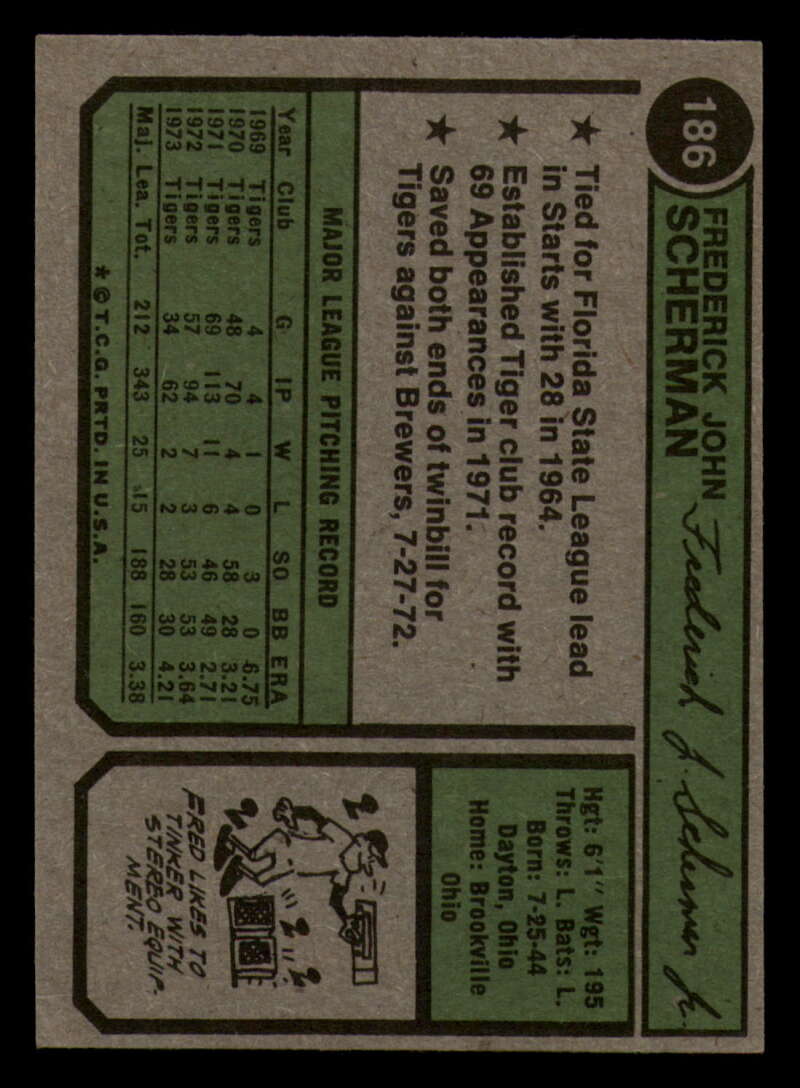 186
FREDERICK JOHN
SCHERMAN
Frederick J. Scherman Jr.
★ Tied for Florida State League lead
in Starts with 28 in 1964.
★ Established Tiger club record with
69 Appearances in 1971.
★ Saved both ends of twinbill for
Tigers against Brewers, 7-27-72.
MAJOR LEAGUE PITCHING RECORD
Year Club G IP W L SO BB ERA
1969 Tigers 4 4 1 0 3 0 6.75
1970 Tigers 48 70 4 4 58 28 3.21
1971 Tigers 69 113 11 6 46 49 2.71
1972 Tigers 57 94 7 3 53 53 3.64
1973 Tigers 34 62 2 2 28 30 4.21
Maj. Lea. Tot. 212 343 25 15 188 160 3.38
* © T.C.G. PRTD. IN U.S.A.
Hgt: 6'1" Wgt: 195
Throws: L. Bats: L.
Born: 7-25-44
Dayton, Ohio
Home: Brookville
Ohio
FRED LIKES TO
TINKER WITH
STEREO EQUIP-
MENT.